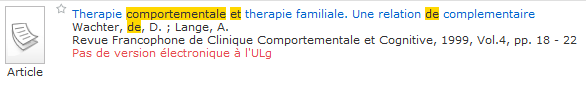 Therapie comportementale et therapie familiale. Une relation de complementaire
Wachter, de, D. ; Lange, A.
Revue Francophone de Clinique Comportementale et Cognitive, 1999, Vol.4, pp. 18 - 22
Pas de version électronique à l'ULg
Article